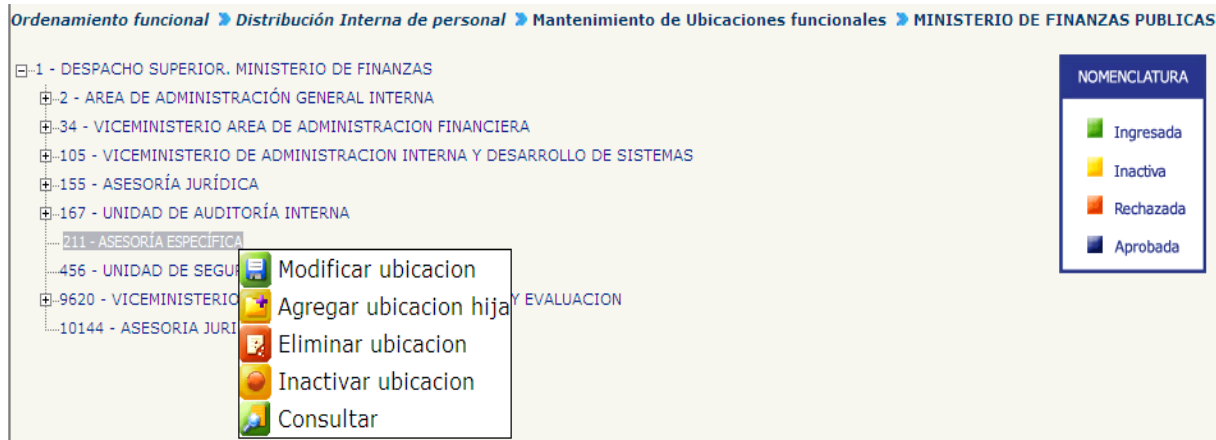 Ordenamiento funcional Distribución Interna de personal Mantenimiento de Ubicaciones funcionales MINISTERIO DE FINANZAS PUBLICAS
1 - DESPACHO SUPERIOR. MINISTERIO DE FINANZAS
2 - AREA DE ADMINISTRACIÓN GENERAL INTERNA
34 - VICEMINISTERIO AREA DE ADMINISTRACION FINANCIERA
105 - VICEMINISTERIO DE ADMINISTRACION INTERNA Y DESARROLLO DE SISTEMAS
155 - ASESORÍA JURÍDICA
167 - UNIDAD DE AUDITORÍA INTERNA
211 - ASESORÍA ESPECÍFICA
456 - UNIDAD DE SEGU
9620 - VICEMINISTERIO Y EVALUACION
10144 - ASESORIA JURI
Modificar ubicacion
Agregar ubicacion hija
Eliminar ubicacion
Inactivar ubicacion
Consultar
NOMENCLATURA
Ingresada
Inactiva
Rechazada
Aprobada